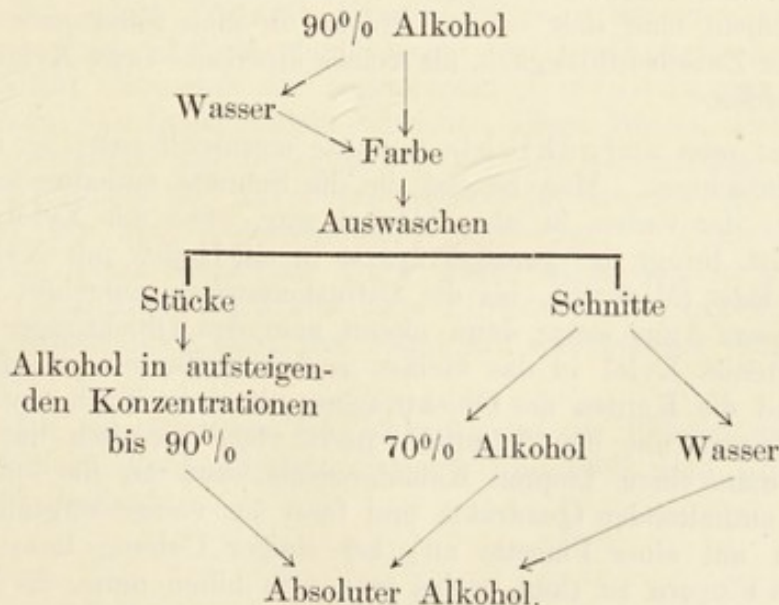 90% Alkohol
Wasser
Farbe
Auswaschen
Stücke
Schnitte
Alkohol in aufsteigen-
den Konzentrationen
bis 90%
70% Alkohol
Wasser
Absoluter Alkohol.